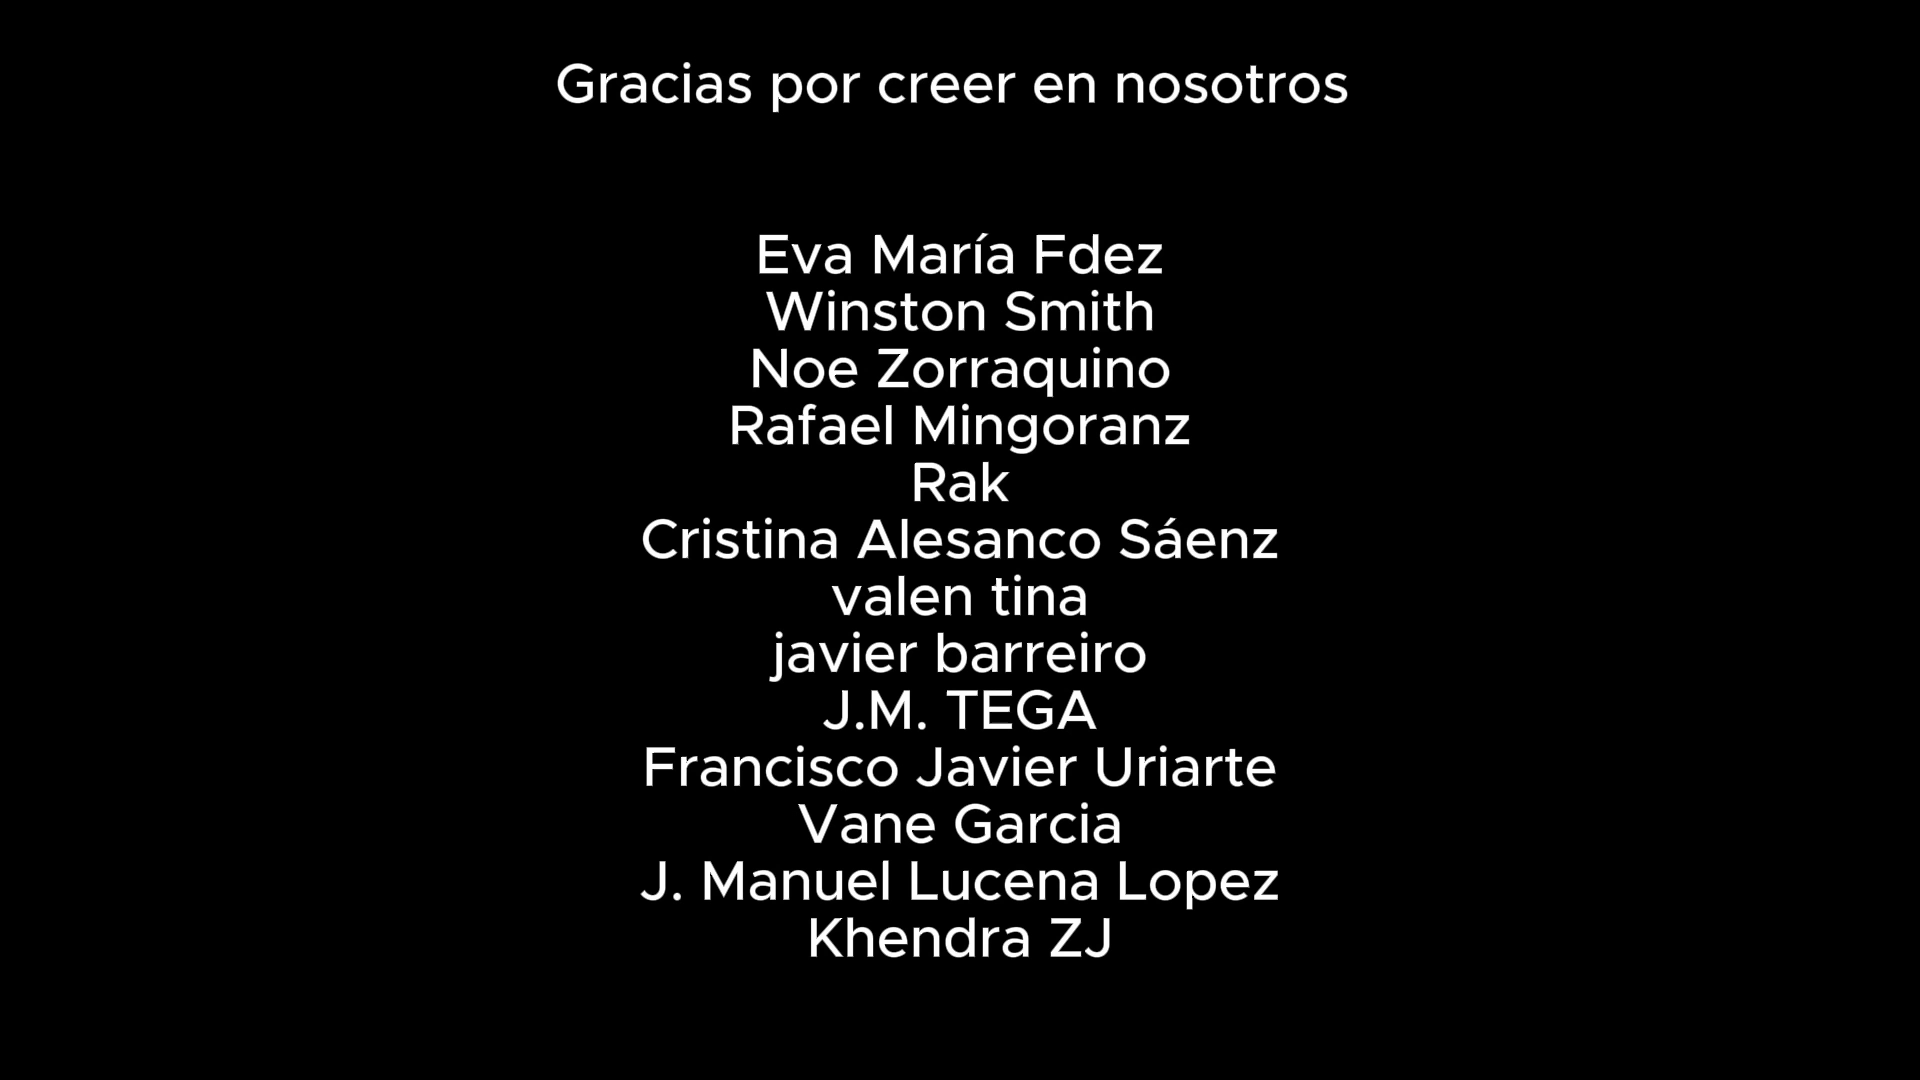 Gracias por creer en nosotros
Eva María Fdez
Winston Smith
Noe Zorraquino
Rafael Mingoranz
Rak
Cristina Alesanco Sáenz
valen tina
javier barreiro
J.M. TEGA
Francisco Javier Uriarte
Vane Garcia
J. Manuel Lucena Lopez
Khendra ZJ